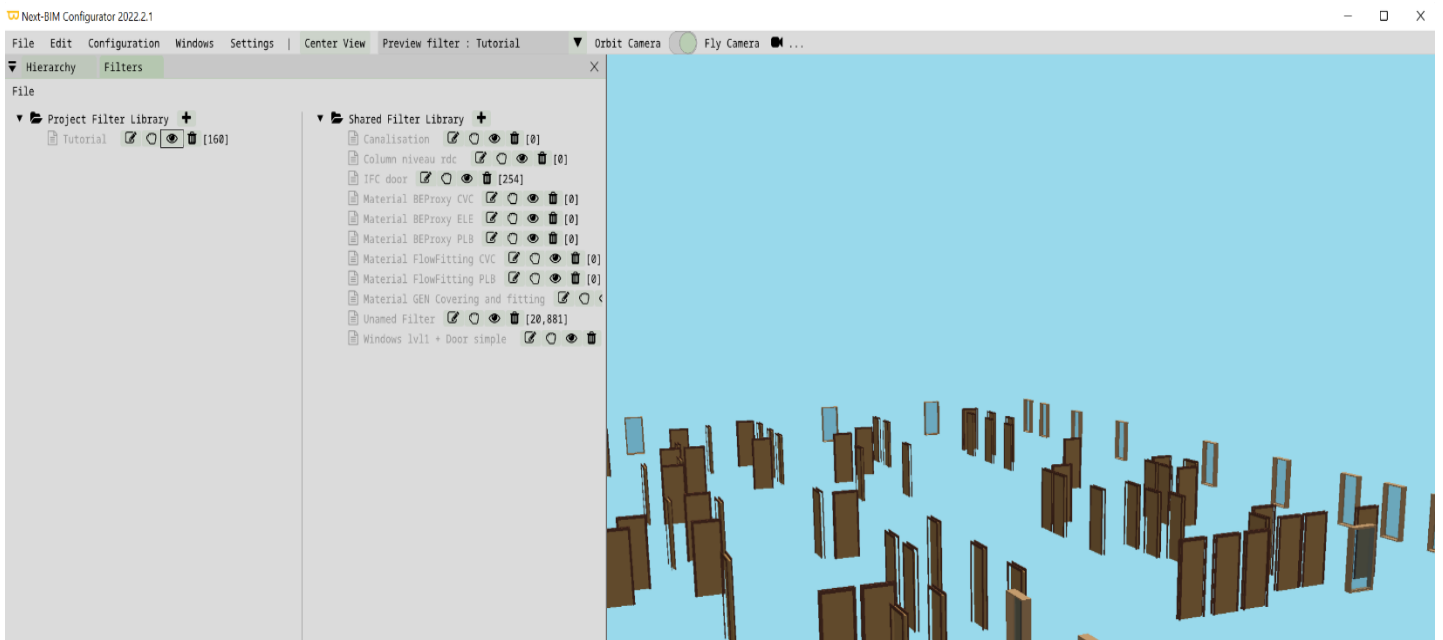 Next-BIM Configurator 2022.2.1
File Edit Configuration Windows Settings | Center View Preview filter : Tutorial Orbit Camera Fly Camera ...
Hierarchy Filters
File
Project Filter Library
Tutorial [160]
Shared Filter Library
Canalisation [0]
Column niveau rdc [0]
IFC door [254]
Material BEProxy CVC [0]
Material BEProxy ELE [0]
Material BEProxy PLB [0]
Material FlowFitting CVC [0]
Material FlowFitting PLB [0]
Material GEN Covering and fitting
Unamed Filter [20,881]
Windows lvl1 + Door simple